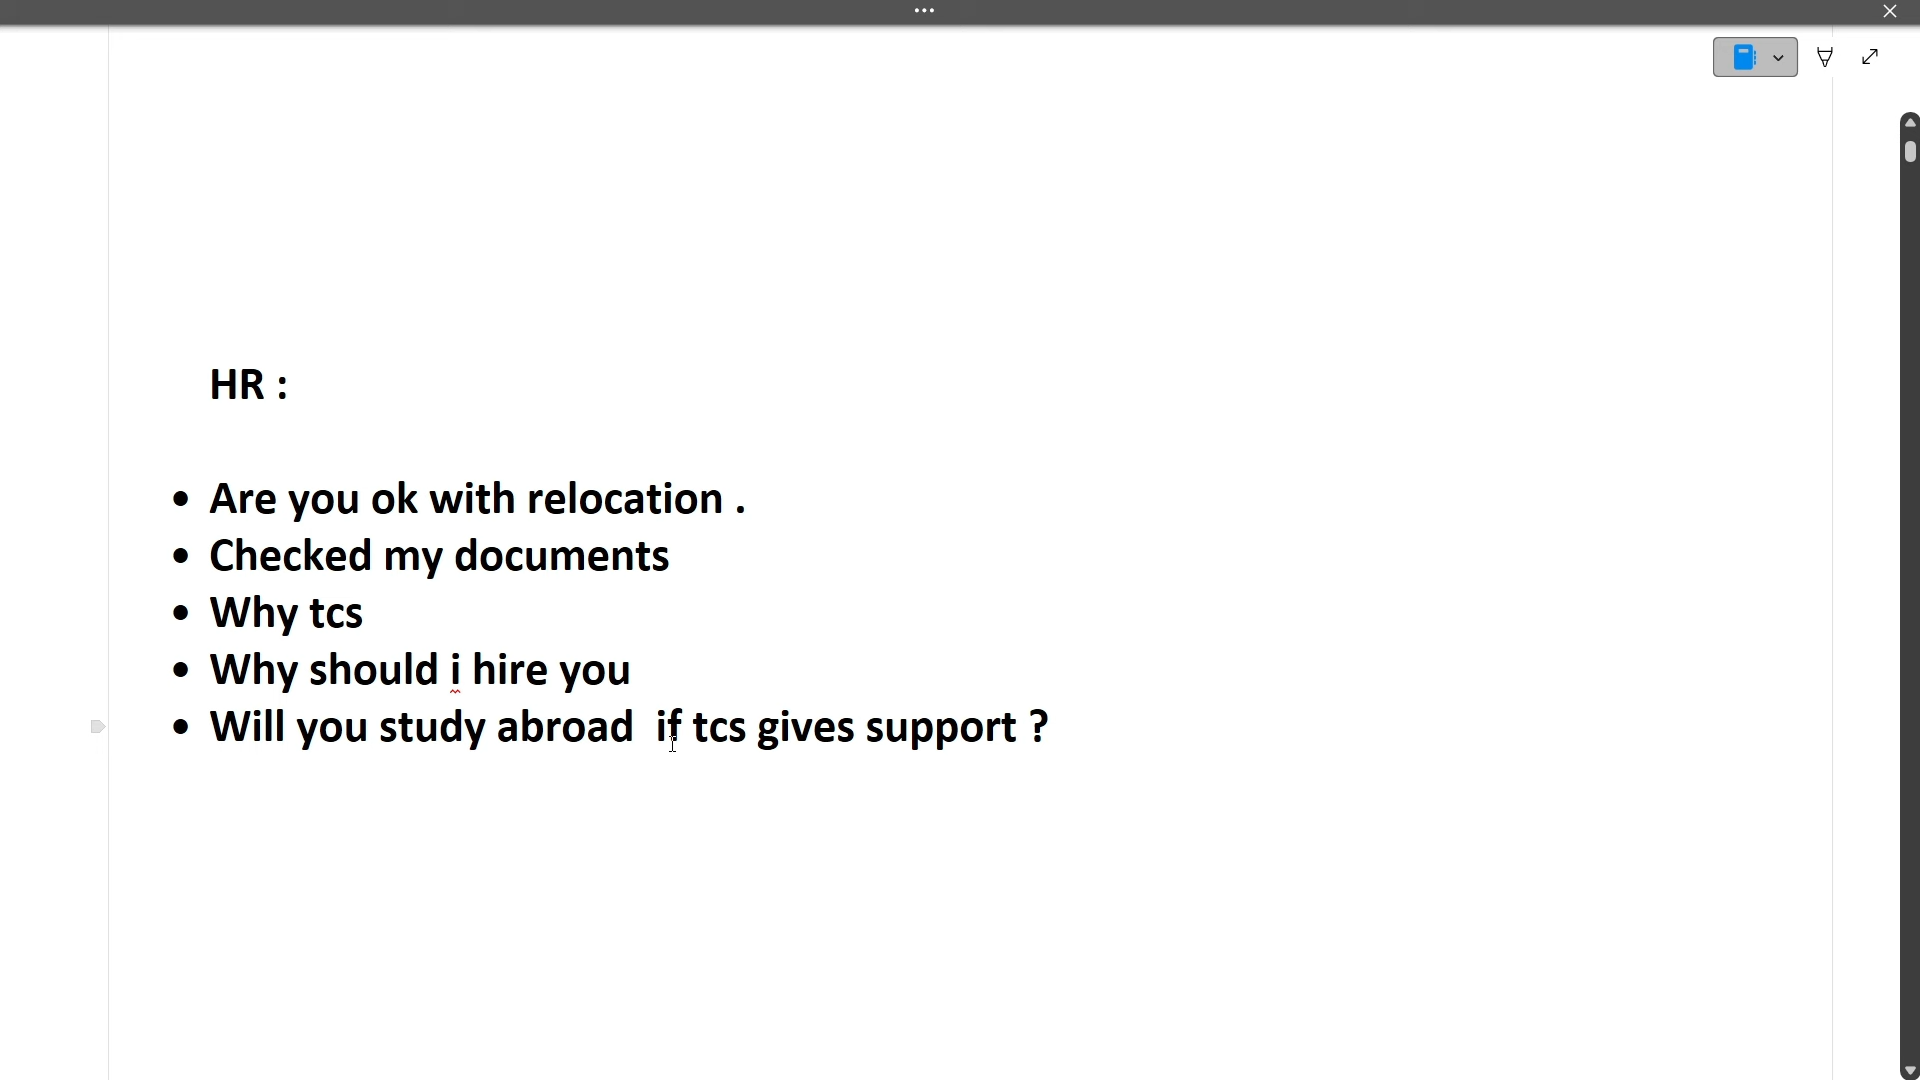 HR :
• Are you ok with relocation .
• Checked my documents
• Why tcs
• Why should i hire you
• Will you study abroad  if tcs gives support ?